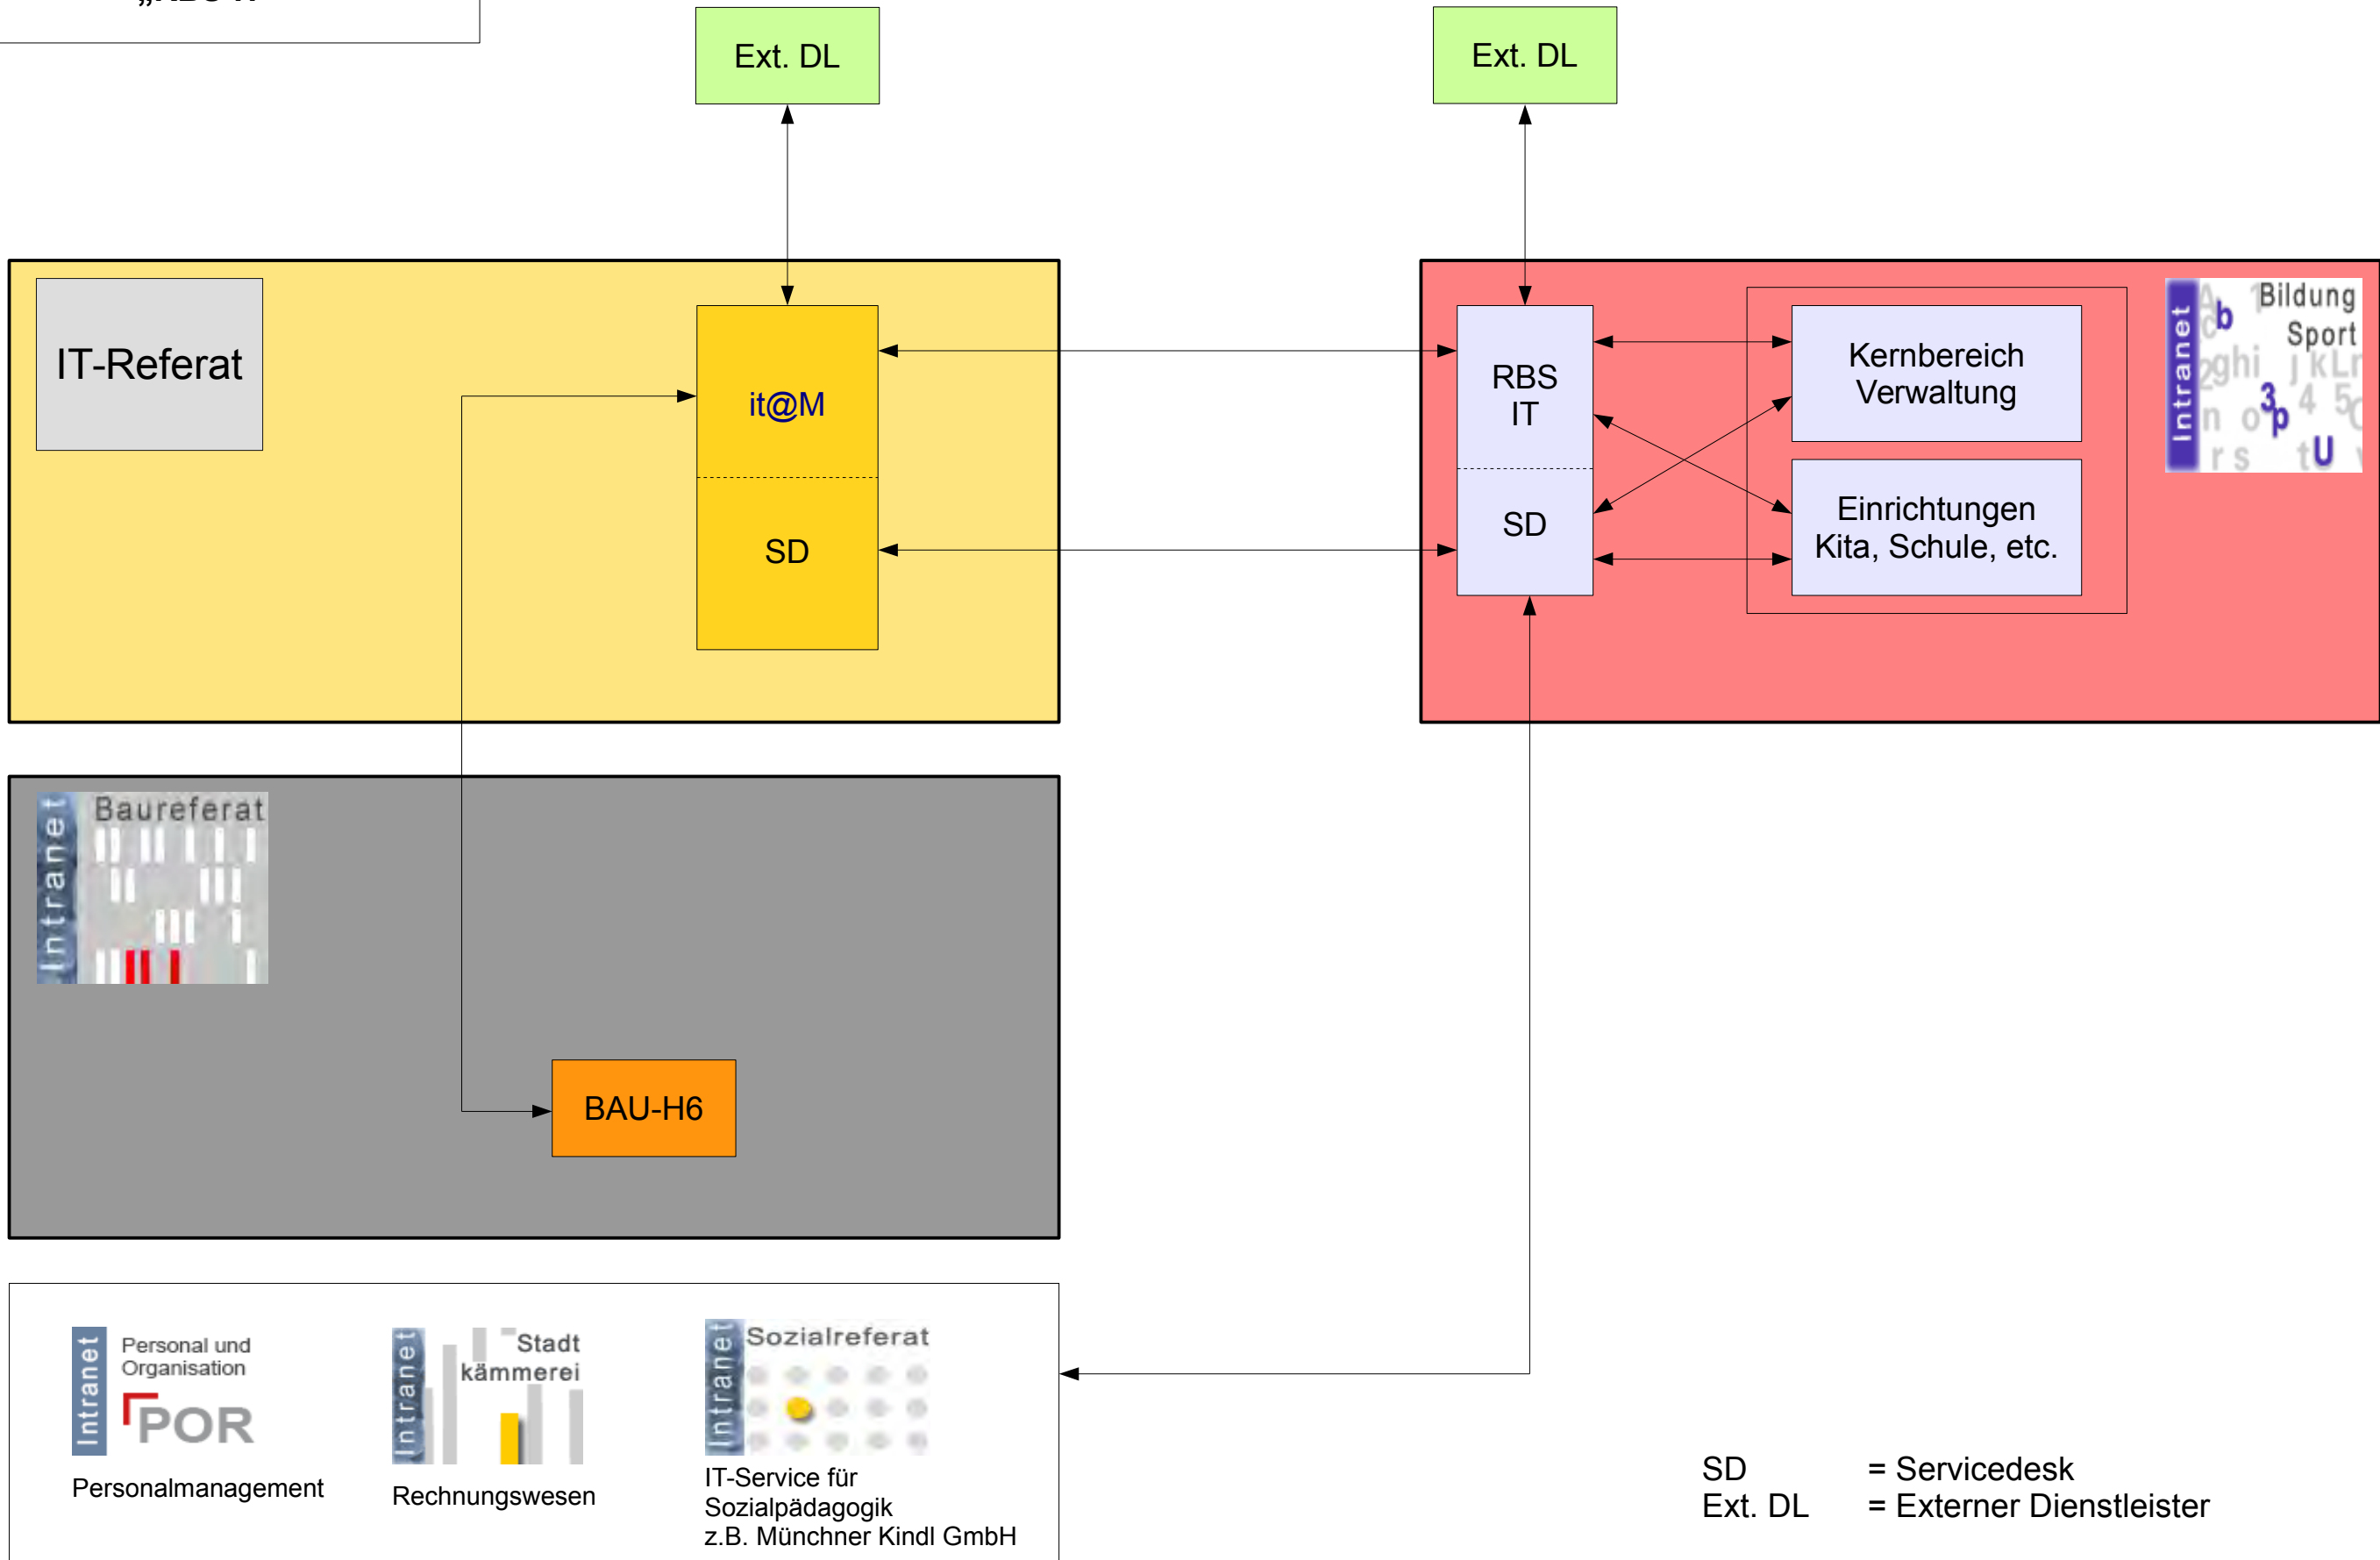 Ext. DL
Ext. DL
IT-Referat
it@M
SD
RBS
IT
SD
Kernbereich
Verwaltung
Einrichtungen
Kita, Schule, etc.
Intranet
Bildung
Sport
Intranet
Baureferat
BAU-H6
Intranet
Personal und
Organisation
POR
Personalmanagement
Intranet
Stadt
kämmerei
Rechnungswesen
Intranet
Sozialreferat
IT-Service für
Sozialpädagogik
z.B. Münchner Kindl GmbH
SD = Servicedesk
Ext. DL = Externer Dienstleister